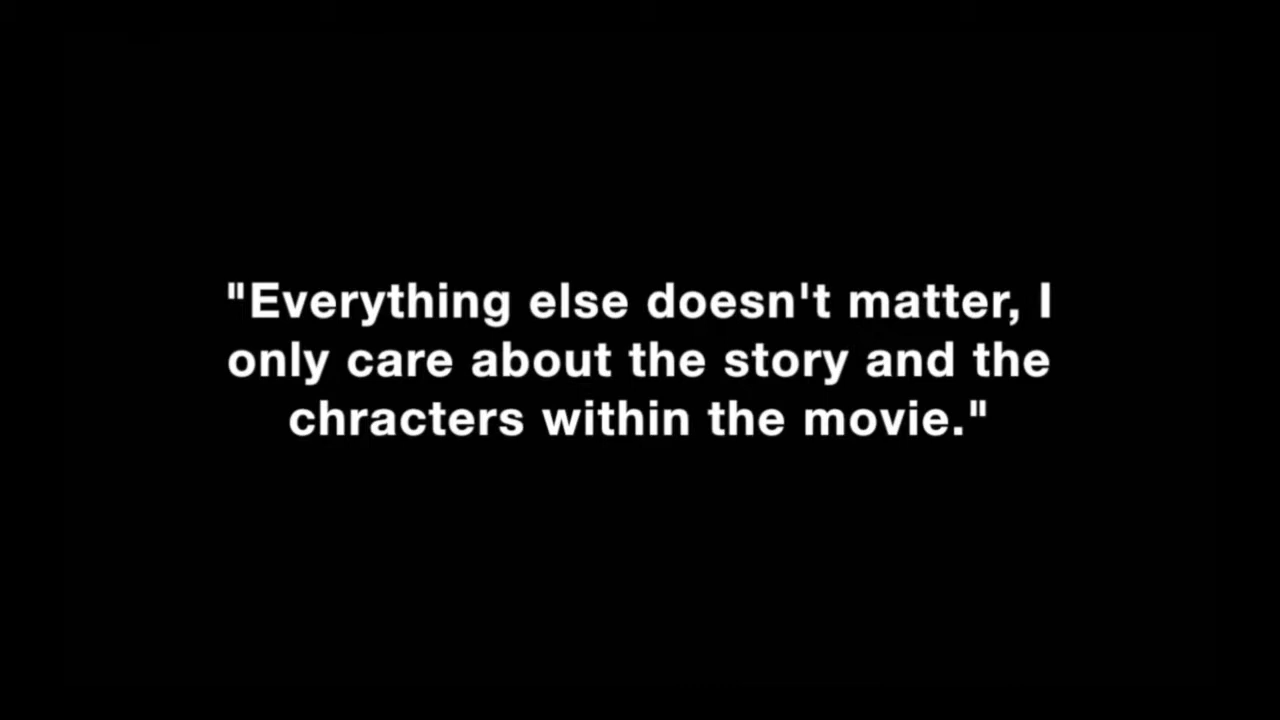 "Everything else doesn't matter, I
only care about the story and the
chracters within the movie."